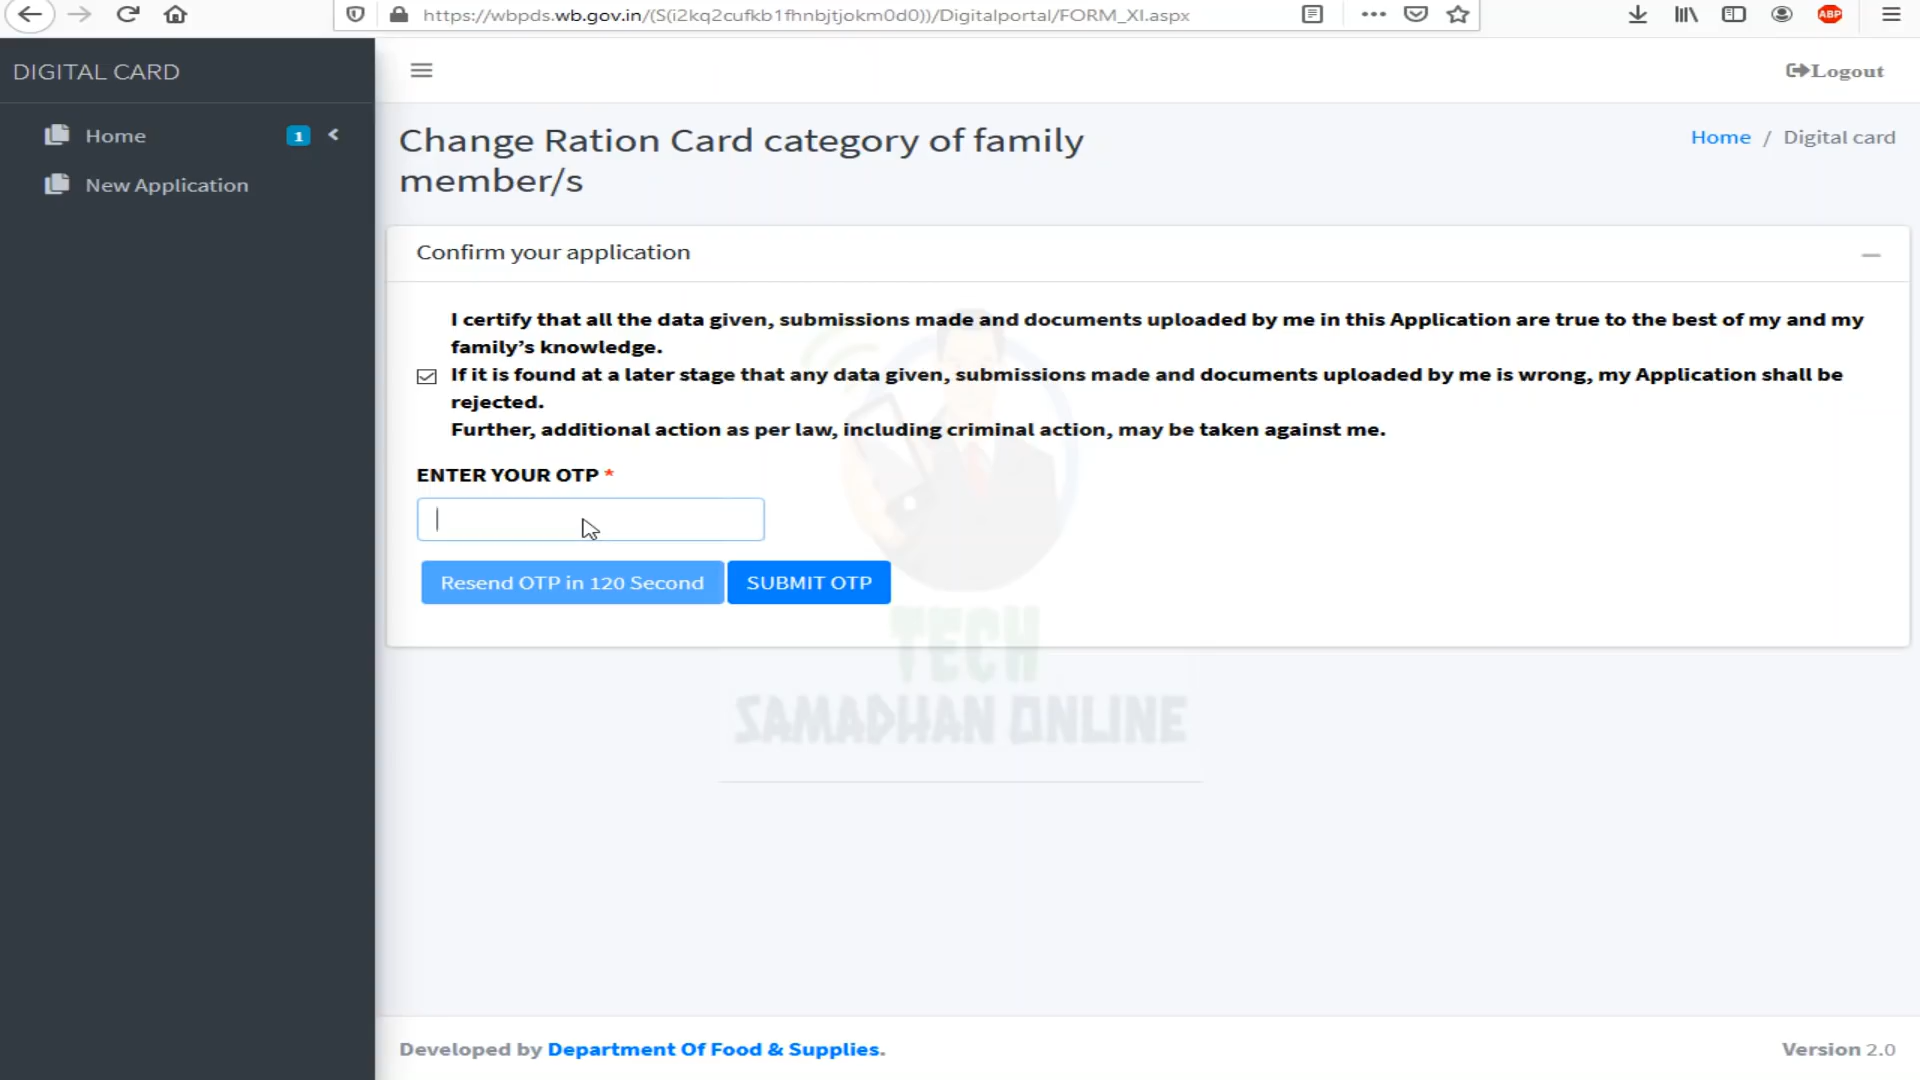 https://wbpds.wb.gov.in/(S(i2kq2cufkb1fhnbjtjokm0d0))/Digitalportal/FORM_XI.aspx
ABP
DIGITAL CARD
Logout
Home 1
New Application
Change Ration Card category of family
member/s
Home / Digital card
Confirm your application
I certify that all the data given, submissions made and documents uploaded by me in this Application are true to the best of my and my
family’s knowledge.
If it is found at a later stage that any data given, submissions made and documents uploaded by me is wrong, my Application shall be
rejected.
Further, additional action as per law, including criminal action, may be taken against me.
ENTER YOUR OTP *
Resend OTP in 120 Second
SUBMIT OTP
TECH
SAMADHAN ONLINE
Developed by Department Of Food & Supplies.
Version 2.0